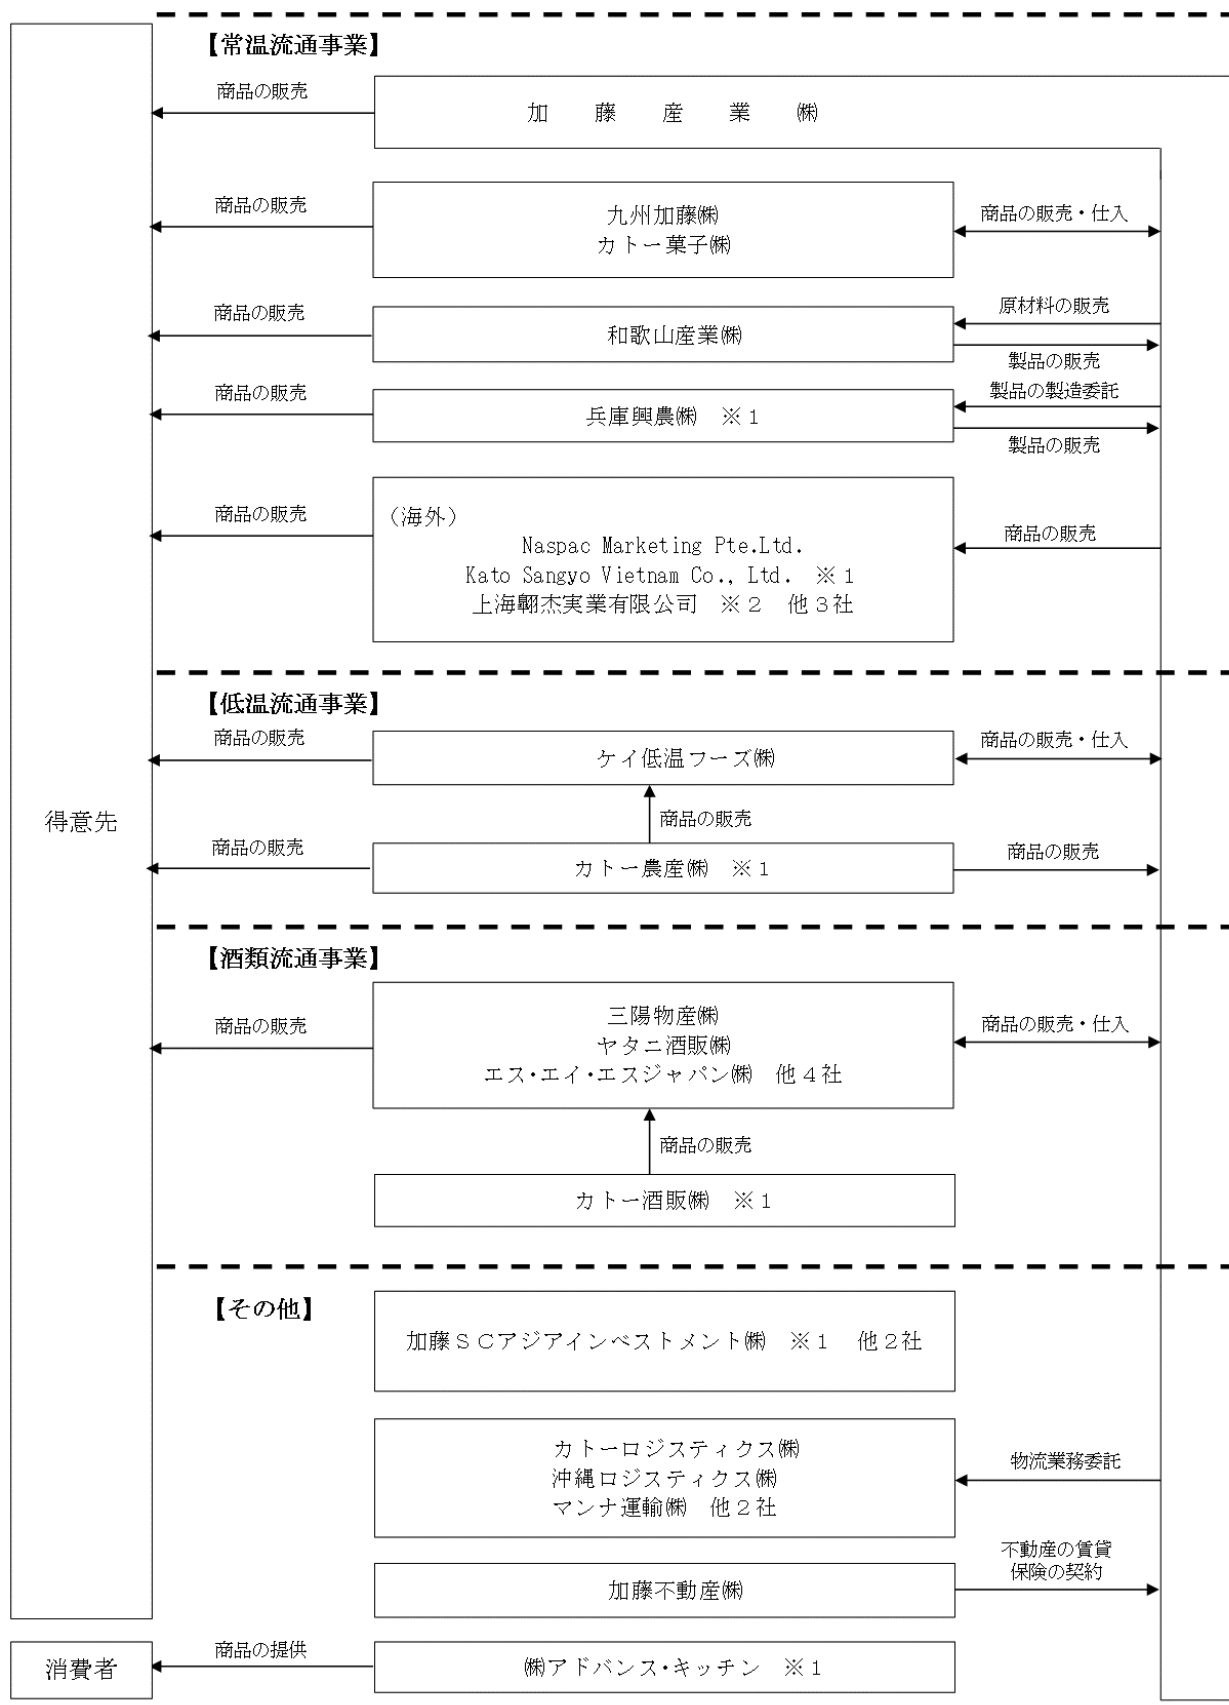 【常温流通事業】
商品の販売
加藤産業㈱
商品の販売
九州加藤㈱
カトー菓子㈱
商品の販売・仕入
商品の販売
和歌山産業㈱
原材料の販売
製品の販売
商品の販売
兵庫興農㈱ ※1
製品の製造委託
製品の販売
商品の販売
（海外）
Naspac Marketing Pte.Ltd.
Kato Sangyo Vietnam Co., Ltd. ※1
上海翺杰実業有限公司 ※2 他3社
商品の販売
【低温流通事業】
商品の販売
ケイ低温フーズ㈱
商品の販売・仕入
得意先
商品の販売
商品の販売
カトー農産㈱ ※1
商品の販売
【酒類流通事業】
商品の販売
三陽物産㈱
ヤタニ酒販㈱
エス・エイ・エスジャパン㈱ 他4社
商品の販売・仕入
商品の販売
カトー酒販㈱ ※1
【その他】
加藤SCアジアインベストメント㈱ ※1 他2社
カトーロジスティクス㈱
沖縄ロジスティクス㈱
マンナ運輸㈱ 他2社
物流業務委託
加藤不動産㈱
不動産の賃貸
保険の契約
消費者
商品の提供
㈱アドバンス・キッチン ※1